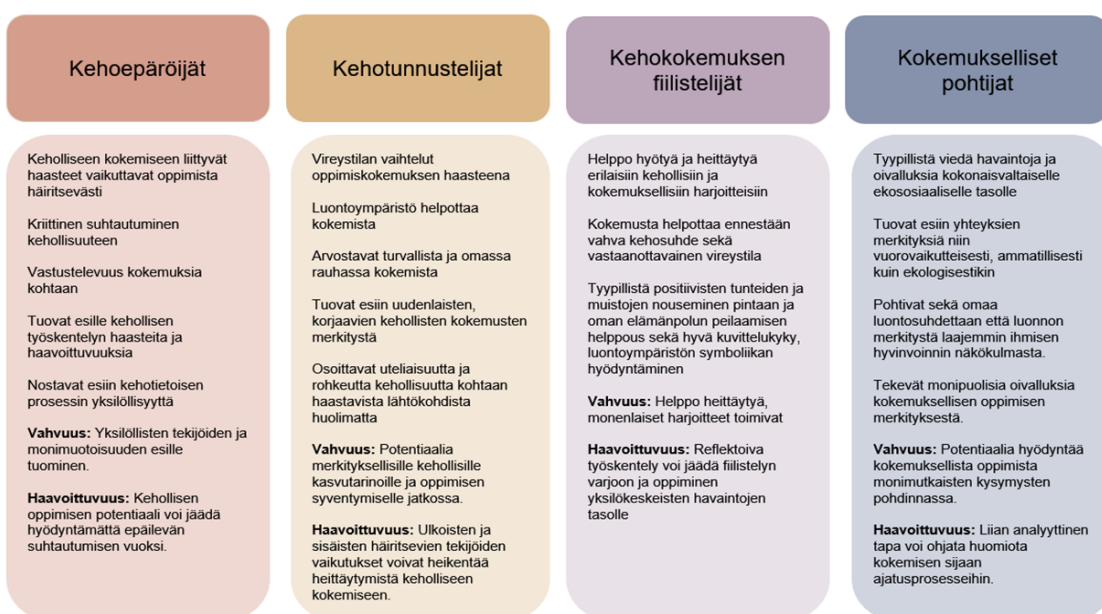 Kehoepäröijät
Keholliseen kokemiseen liittyvät
haasteet vaikuttavat oppimista
häiritsevästi
Kriittinen suhtautuminen
kehollisuuteen
Vastustelevuus kokemuksia
kohtaan
Tuovat esille kehollisen
työskentelyn haasteita ja
haavoittuvuuksia
Nostavat esiin kehotietoisen
prosessin yksilöllisyyttä
Vahvuus: Yksilöllisten tekijöiden ja
monimuotoisuuden esille
tuominen.
Haavoittuvuus: Kehollisen
oppimisen potentiaali voi jäädä
hyödyntämättä epäilevän
suhtautumisen vuoksi.
Kehotunnustelijat
Vireystilan vaihtelut
oppimiskokemuksen haasteena
Luontoympäristö helpottaa
kokemista
Arvostavat turvallista ja omassa
rauhassa kokemista
Tuovat esiin uudenlaisten,
korjaavien kehollisten kokemusten
merkitystä
Osoittavat uteliaisuutta ja
rohkeutta kehollisuutta kohtaan
haastavista lähtökohdista
huolimatta
Vahvuus: Potentiaalia
merkityksellisille kehollisille
kasvutarinoille ja oppimisen
syventymiselle jatkossa.
Haavoittuvuus: Ulkoisten ja
sisäisten häiritsevien tekijöiden
vaikutukset voivat heikentää
heittäytymistä keholliseen
kokemiseen.
Kehokokemuksen
fiilistelijät
Helppo hyötyä ja heittäytyä
erilaisiin kehollisiin ja
kokemuksellisiin harjoitteisiin
Kokemusta helpottaa ennestään
vahva kehosuhde sekä
vastaanottavainen vireystila
Tyypillistä positiivisten tunteiden ja
muistojen nouseminen pintaan ja
oman elämänpolun peilaamisen
helppous sekä hyvä kuvittelukyky,
luontoympäristön symboliikan
hyödyntäminen
Vahvuus: Helppo heittäytyä,
monenlaiset harjoitteet toimivat
Haavoittuvuus: Reflektoiva
työskentely voi jäädä fiilistelyn
varjoon ja oppiminen
yksilökeskeisten havaintojen
tasolle
Kokemukselliset
pohtijat
Tyypillistä viedä havaintoja ja
oivalluksia kokonaisvaltaiselle
ekososiaaliselle tasolle
Tuovat esiin yhteyksien
merkityksiä niin
vuorovaikutteisesti, ammatillisesti
kuin ekologisestikin
Pohtivat sekä omaa
luontosuhdettaan että luonnon
merkitystä laajemmin ihmisen
hyvinvoinnin näkökulmasta.
Tekevät monipuolisia oivalluksia
kokemuksellisen oppimisen
merkityksestä.
Vahvuus: Potentiaalia hyödyntää
kokemuksellista oppimista
monimutkaisten kysymysten
pohdinnassa.
Haavoittuvuus: Liian analyyttinen
tapa voi ohjata huomiota
kokemisen sijaan
ajatusprosesseihin.